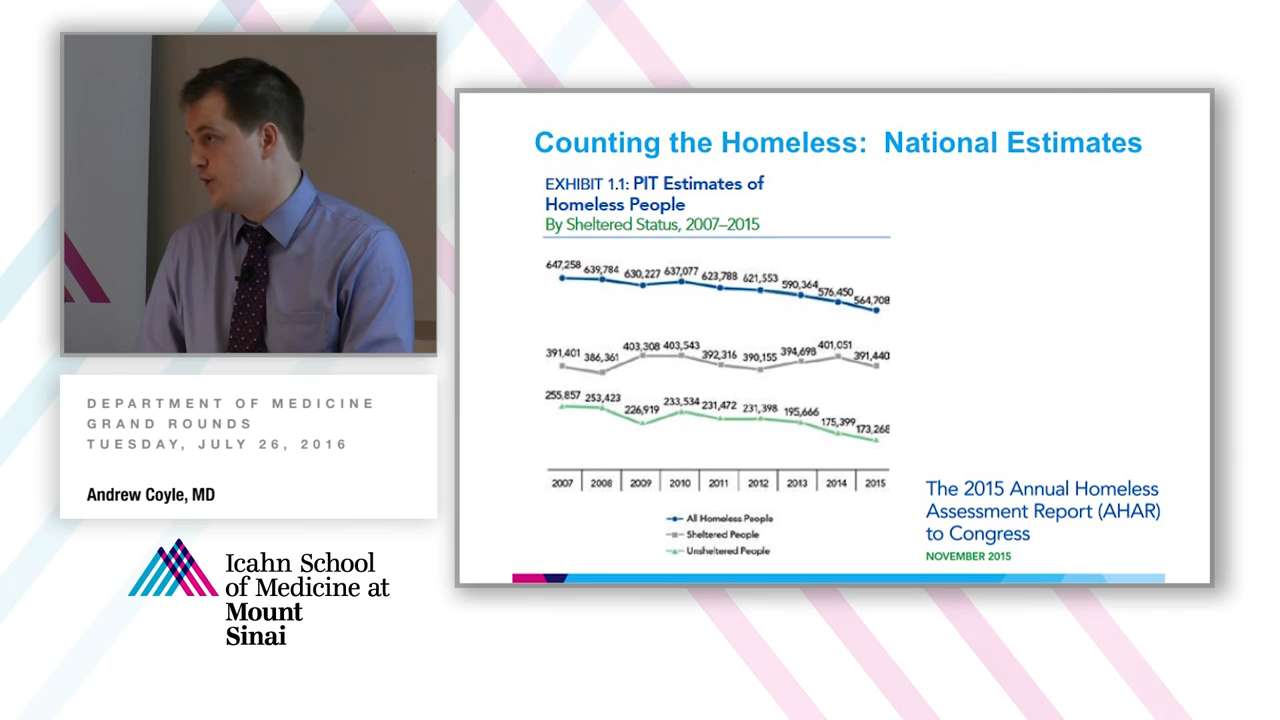 DEPARTMENT OF MEDICINE
GRAND ROUNDS
TUESDAY, JULY 26, 2016
Andrew Coyle, MD
Icahn School
of Medicine at
Mount
Sinai
Counting the Homeless:  National Estimates
EXHIBIT 1.1: PIT Estimates of
Homeless People
By Sheltered Status, 2007–2015
647,258 639,784 630,227 637,077 623,788 621,553 590,364 576,450 564,708
391,401 386,361 403,308 403,543 392,316 390,155 394,698 401,051 391,440
255,857 253,423 226,919 233,534 231,472 231,398 195,666 175,399 173,268
2007 2008 2009 2010 2011 2012 2013 2014 2015
All Homeless People
Sheltered People
Unsheltered People
The 2015 Annual Homeless
Assessment Report (AHAR)
to Congress
NOVEMBER 2015